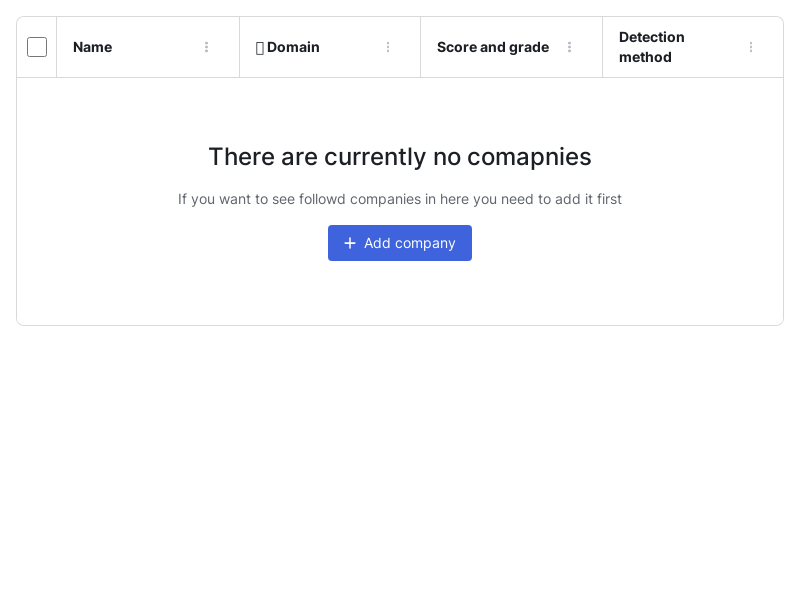 Name
Domain
Score and grade
Detection
method
There are currently no comapnies
If you want to see followd companies in here you need to add it first
Add company